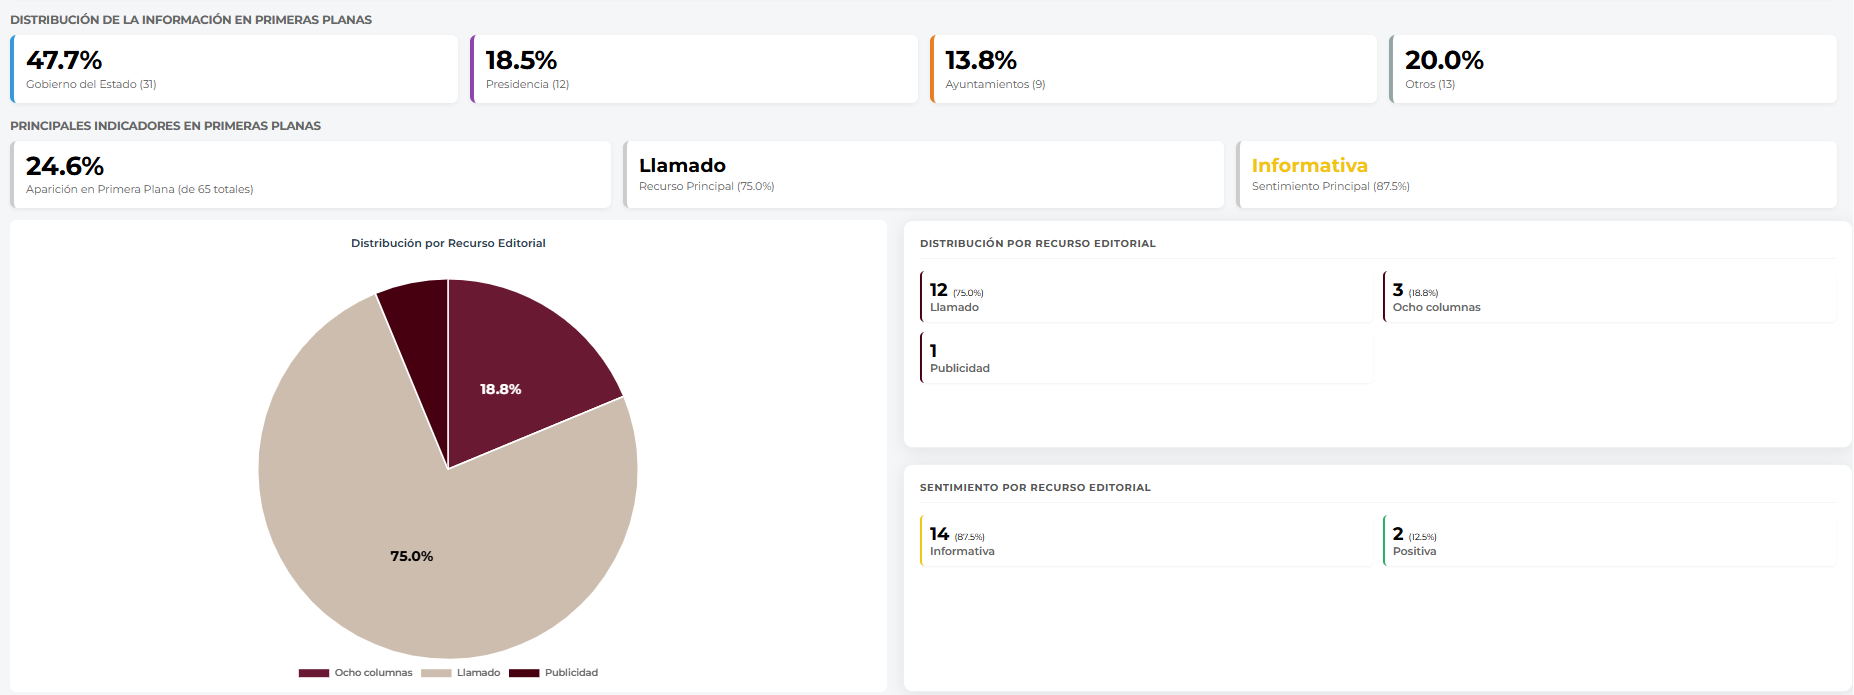 DISTRIBUCIÓN DE LA INFORMACIÓN EN PRIMERAS PLANAS
47.7%
Gobierno del Estado (31)
18.5%
Presidencia (12)
13.8%
Ayuntamientos (9)
20.0%
Otros (13)
PRINCIPALES INDICADORES EN PRIMERAS PLANAS
24.6%
Aparición en Primera Plana (de 65 totales)
Llamado
Recurso Principal (75.0%)
Informativa
Sentimiento Principal (87.5%)
Distribución por Recurso Editorial
18.8%
75.0%
Ocho columnas
Llamado
Publicidad
DISTRIBUCIÓN POR RECURSO EDITORIAL
12 (75.0%)
Llamado
3 (18.8%)
Ocho columnas
1
Publicidad
SENTIMIENTO POR RECURSO EDITORIAL
14 (87.5%)
Informativa
2 (12.5%)
Positiva